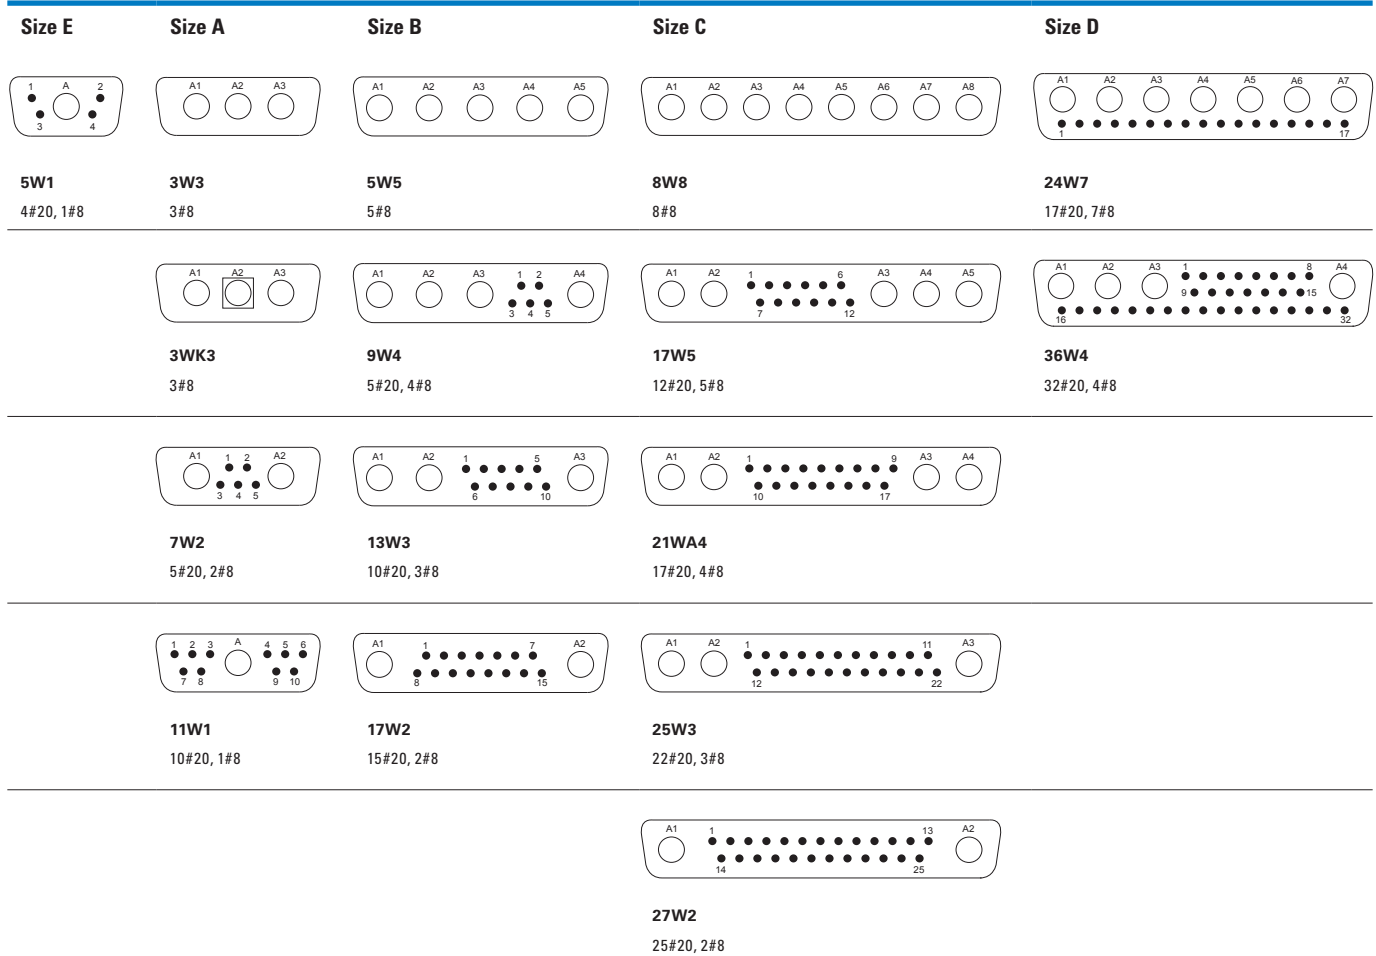 Size E Size A Size B Size C Size D
1 A 2
3 4
A1 A2 A3
A1 A2 A3 A4 A5
A1 A2 A3 A4 A5 A6 A7 A8
A1 A2 A3 A4 A5 A6 A7
1 17
5W1 3W3 5W5 8W8 24W7
4#20, 1#8 3#8 5#8 8#8 17#20, 7#8
A1 A2 A3
A1 A2 A3 1 2 A4
3 4 5
A1 A2 1 6 A3 A4 A5
7 12
A1 A2 A3 1 8 A4
9 15
16 32
3WK3 9W4 17W5 36W4
3#8 5#20, 4#8 12#20, 5#8 32#20, 4#8
A1 1 2 A2
3 4 5
A1 A2 1 5 A3
6 10
A1 A2 1 9 A3 A4
10 17
7W2 13W3 21WA4
5#20, 2#8 10#20, 3#8 17#20, 4#8
1 2 3 A 4 5 6
7 8 9 10
A1 1 7 A2
8 15
A1 A2 1 11 A3
12 22
11W1 17W2 25W3
10#20, 1#8 15#20, 2#8 22#20, 3#8
A1 1 13 A2
14 25
27W2
25#20, 2#8